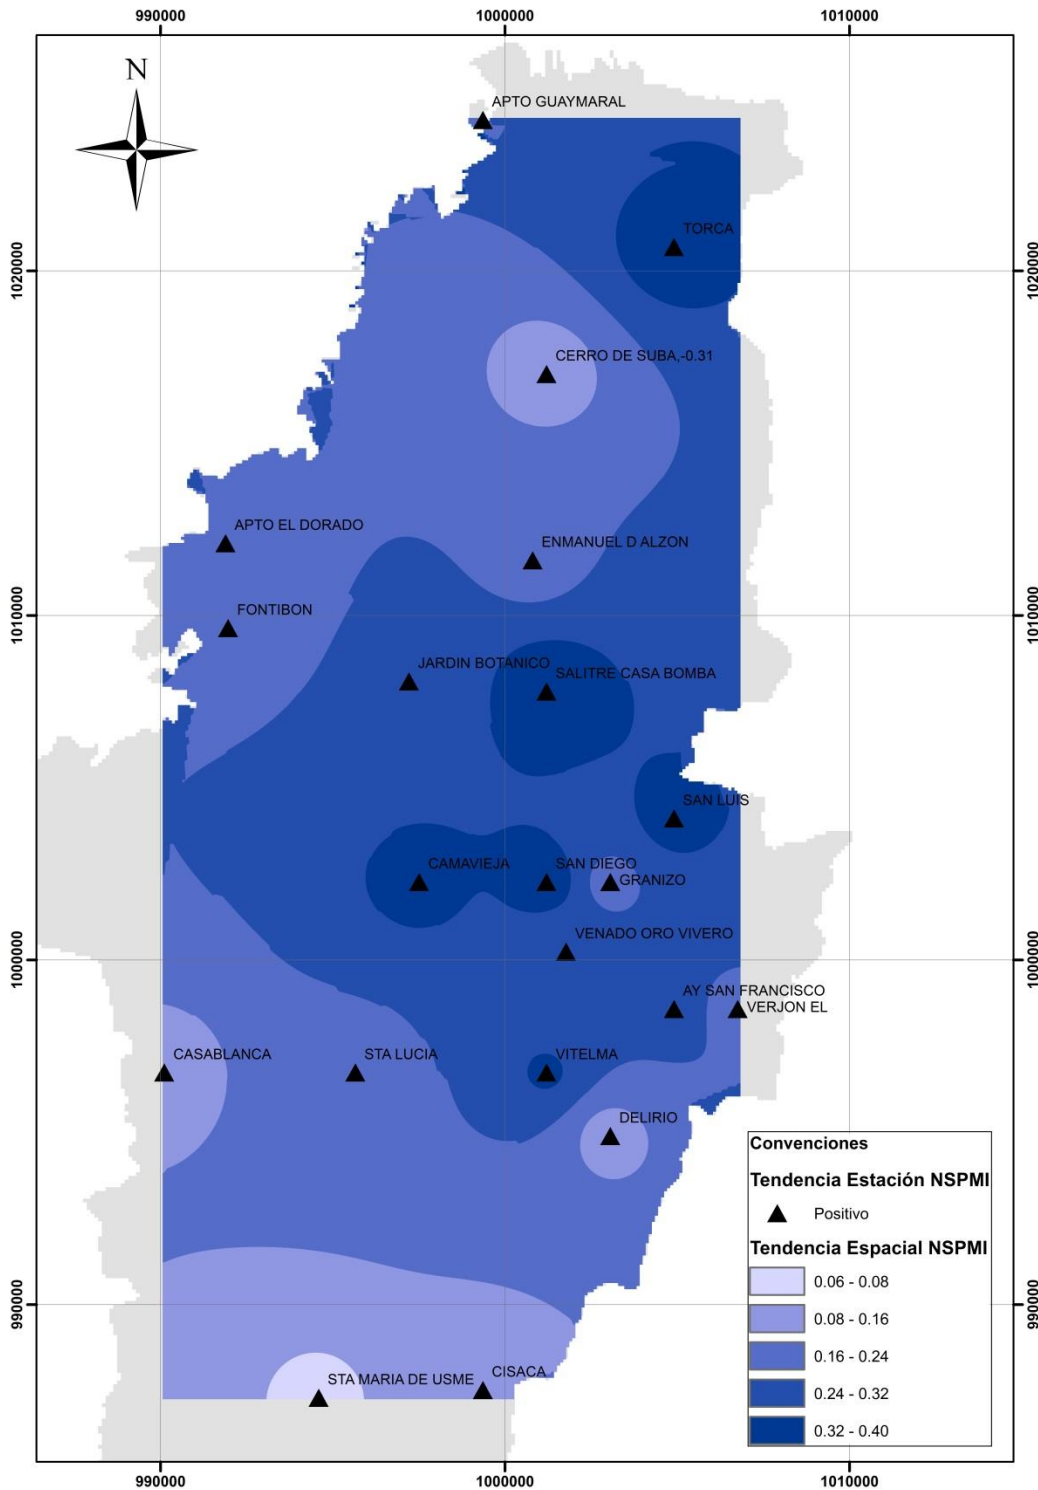 990000
1000000
1010000
N
APTO GUAYMARAL
TORCA
1020000
1020000
CERRO DE SUBA,-0.31
APTO EL DORADO
ENMANUEL D ALZON
FONTIBON
1010000
1010000
JARDIN BOTANICO
SALITRE CASA BOMBA
SAN LUIS
CAMAVIEJA
SAN DIEGO
GRANIZO
VENADO ORO VIVERO
1000000
1000000
AY SAN FRANCISCO
VERJON EL
CASABLANCA
STA LUCIA
VITELMA
DELIRIO
Convenciones
Tendencia Estación NSPMI
Positivo
Tendencia Espacial NSPMI
0.06 - 0.08
0.08 - 0.16
0.16 - 0.24
0.24 - 0.32
0.32 - 0.40
990000
990000
STA MARIA DE USME
CISACA
990000
1000000
1010000